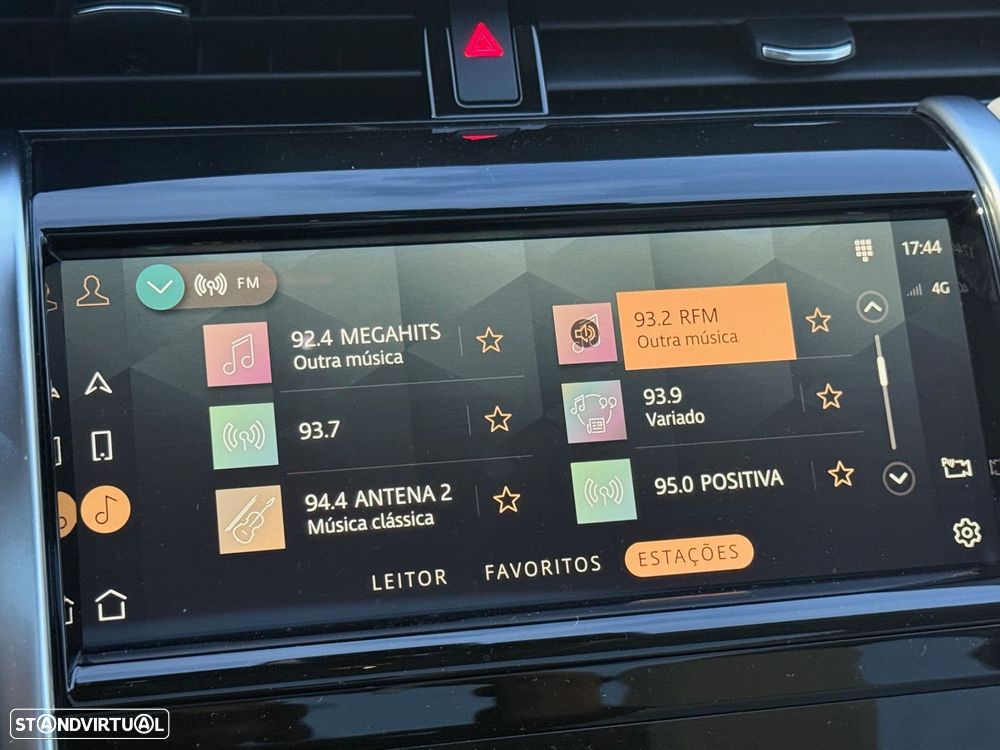 17:44
FM
4G
92.4 MEGAHITS
Outra música
93.2 RFM
Outra música
93.7
93.9
Variado
94.4 ANTENA 2
Música clássica
95.0 POSITIVA
LEITOR
FAVORITOS
ESTAÇÕES
STANDVIRTUAL